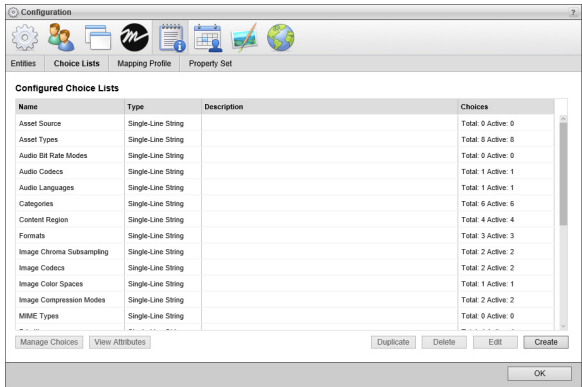 Configuration
?
Entities Choice Lists Mapping Profile Property Set
Configured Choice Lists
Name Type Description Choices
Asset Source Single-Line String Total: 0 Active: 0
Asset Types Single-Line String Total: 8 Active: 8
Audio Bit Rate Modes Single-Line String Total: 0 Active: 0
Audio Codecs Single-Line String Total: 1 Active: 1
Audio Languages Single-Line String Total: 1 Active: 1
Categories Single-Line String Total: 6 Active: 6
Content Region Single-Line String Total: 4 Active: 4
Formats Single-Line String Total: 3 Active: 3
Image Chroma Subsampling Single-Line String Total: 2 Active: 2
Image Codecs Single-Line String Total: 2 Active: 2
Image Color Spaces Single-Line String Total: 1 Active: 1
Image Compression Modes Single-Line String Total: 2 Active: 2
MIME Types Single-Line String Total: 0 Active: 0
Manage Choices View Attributes Duplicate Delete Edit Create
OK